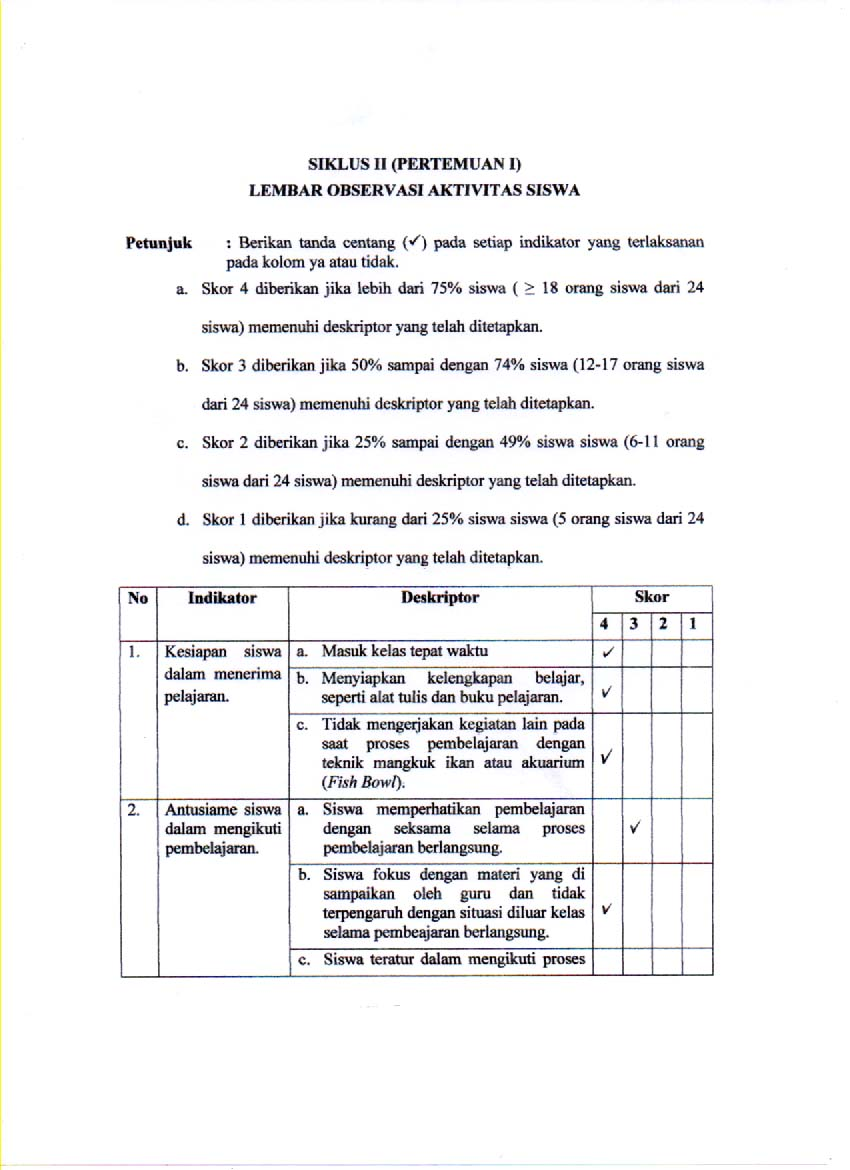 SIKLUS II (PERTEMUAN I)
LEMBAR OBSERVASI AKTIVITAS SISWA
Petunjuk : Berikan tanda centang (✓) pada setiap indikator yang terlaksanan
pada kolom ya atau tidak.
a. Skor 4 diberikan jika lebih dari 75% siswa ( ≥ 18 orang siswa dari 24
siswa) memenuhi deskriptor yang telah ditetapkan.
b. Skor 3 diberikan jika 50% sampai dengan 74% siswa (12-17 orang siswa
dari 24 siswa) memenuhi deskriptor yang telah ditetapkan.
c. Skor 2 diberikan jika 25% sampai dengan 49% siswa siswa (6-11 orang
siswa dari 24 siswa) memenuhi deskriptor yang telah ditetapkan.
d. Skor 1 diberikan jika kurang dari 25% siswa siswa (5 orang siswa dari 24
siswa) memenuhi deskriptor yang telah ditetapkan.
No Indikator Deskriptor Skor
4 3 2 1
1. Kesiapan siswa a. Masuk kelas tepat waktu ✓
dalam menerima b. Menyiapkan kelengkapan belajar,
pelajaran. seperti alat tulis dan buku pelajaran. ✓
c. Tidak mengerjakan kegiatan lain pada
saat proses pembelajaran dengan
teknik mangkuk ikan atau akuarium ✓
(Fish Bowl).
2. Antusiame siswa a. Siswa memperhatikan pembelajaran
dalam mengikuti dengan seksama selama proses ✓
pembelajaran. pembelajaran berlangsung.
b. Siswa fokus dengan materi yang di
sampaikan oleh guru dan tidak
terpengaruh dengan situasi diluar kelas ✓
selama pembeajaran berlangsung.
c. Siswa teratur dalam mengikuti proses